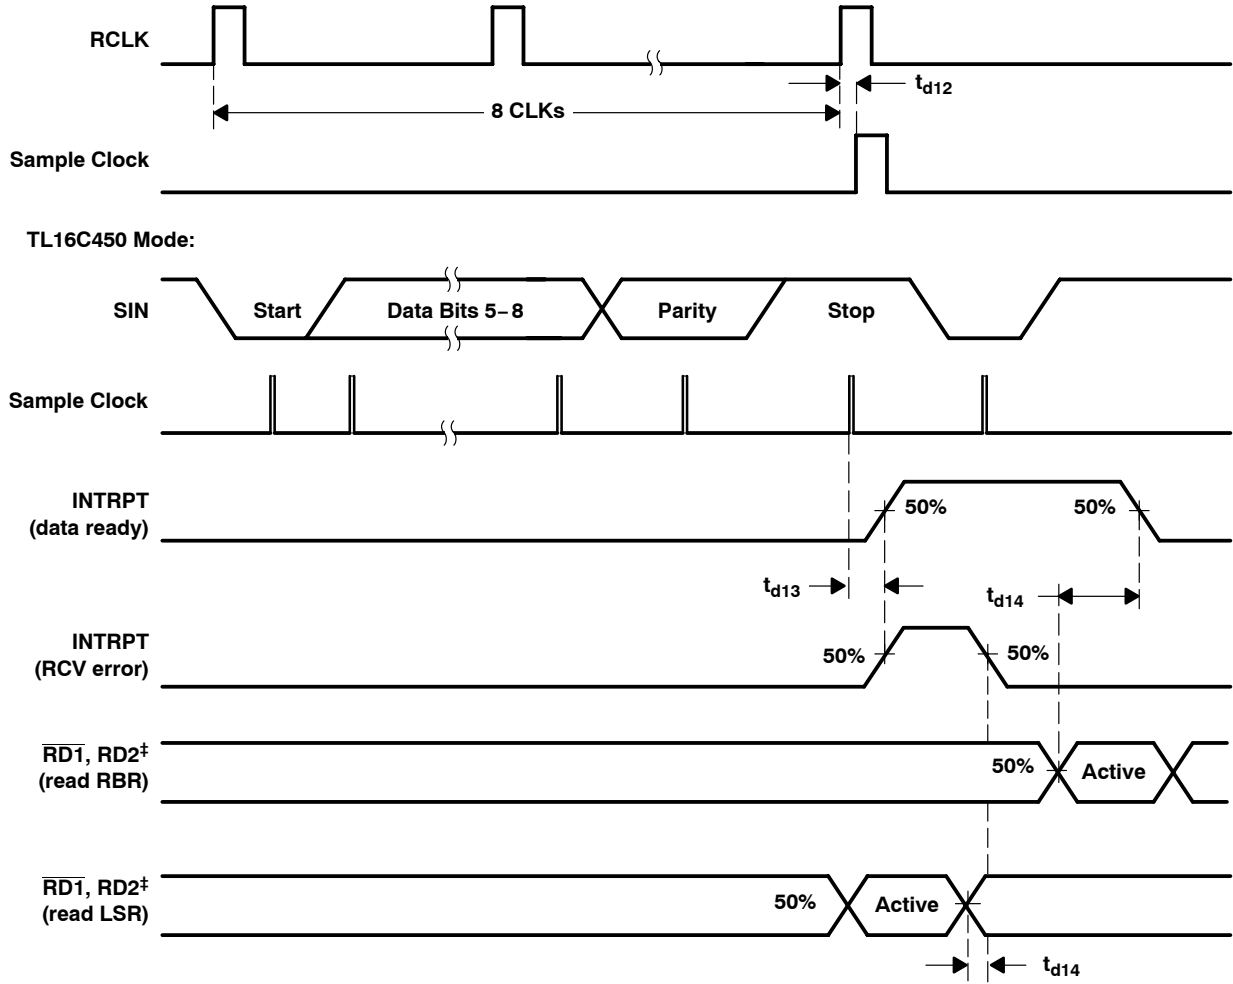 RCLK
td12
8 CLKs
Sample Clock
TL16C450 Mode:
SIN
Start
Data Bits 5–8
Parity
Stop
Sample Clock
INTRPT
(data ready)
50%
50%
td13
td14
INTRPT
(RCV error)
50%
50%
RD1, RD2‡
(read RBR)
50%
Active
RD1, RD2‡
(read LSR)
50%
Active
td14